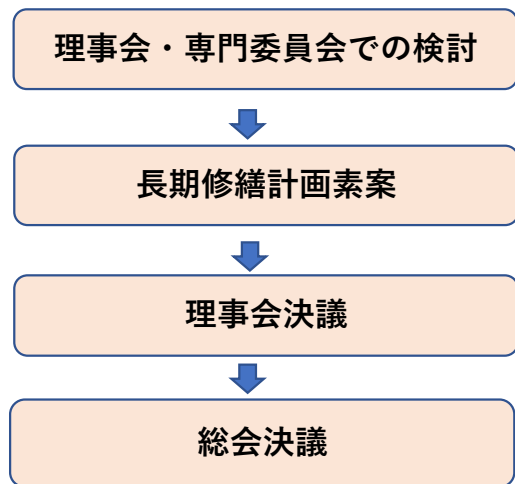 理事会・専門委員会での検討
長期修繕計画素案
理事会決議
総会決議